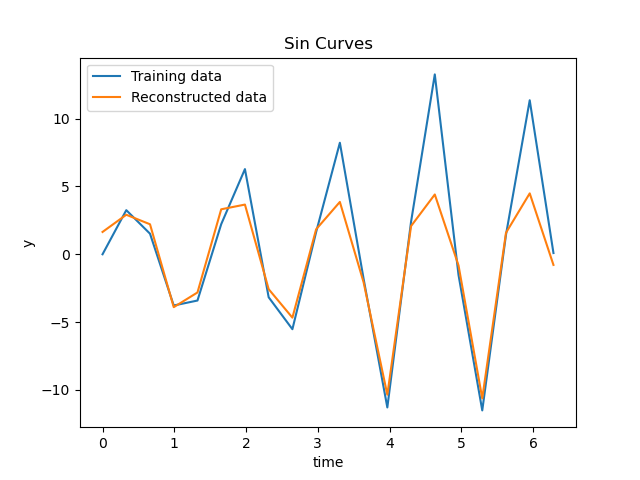 Sin Curves
Training data
Reconstructed data
y
10
5
0
−5
−10
0 1 2 3 4 5 6
time